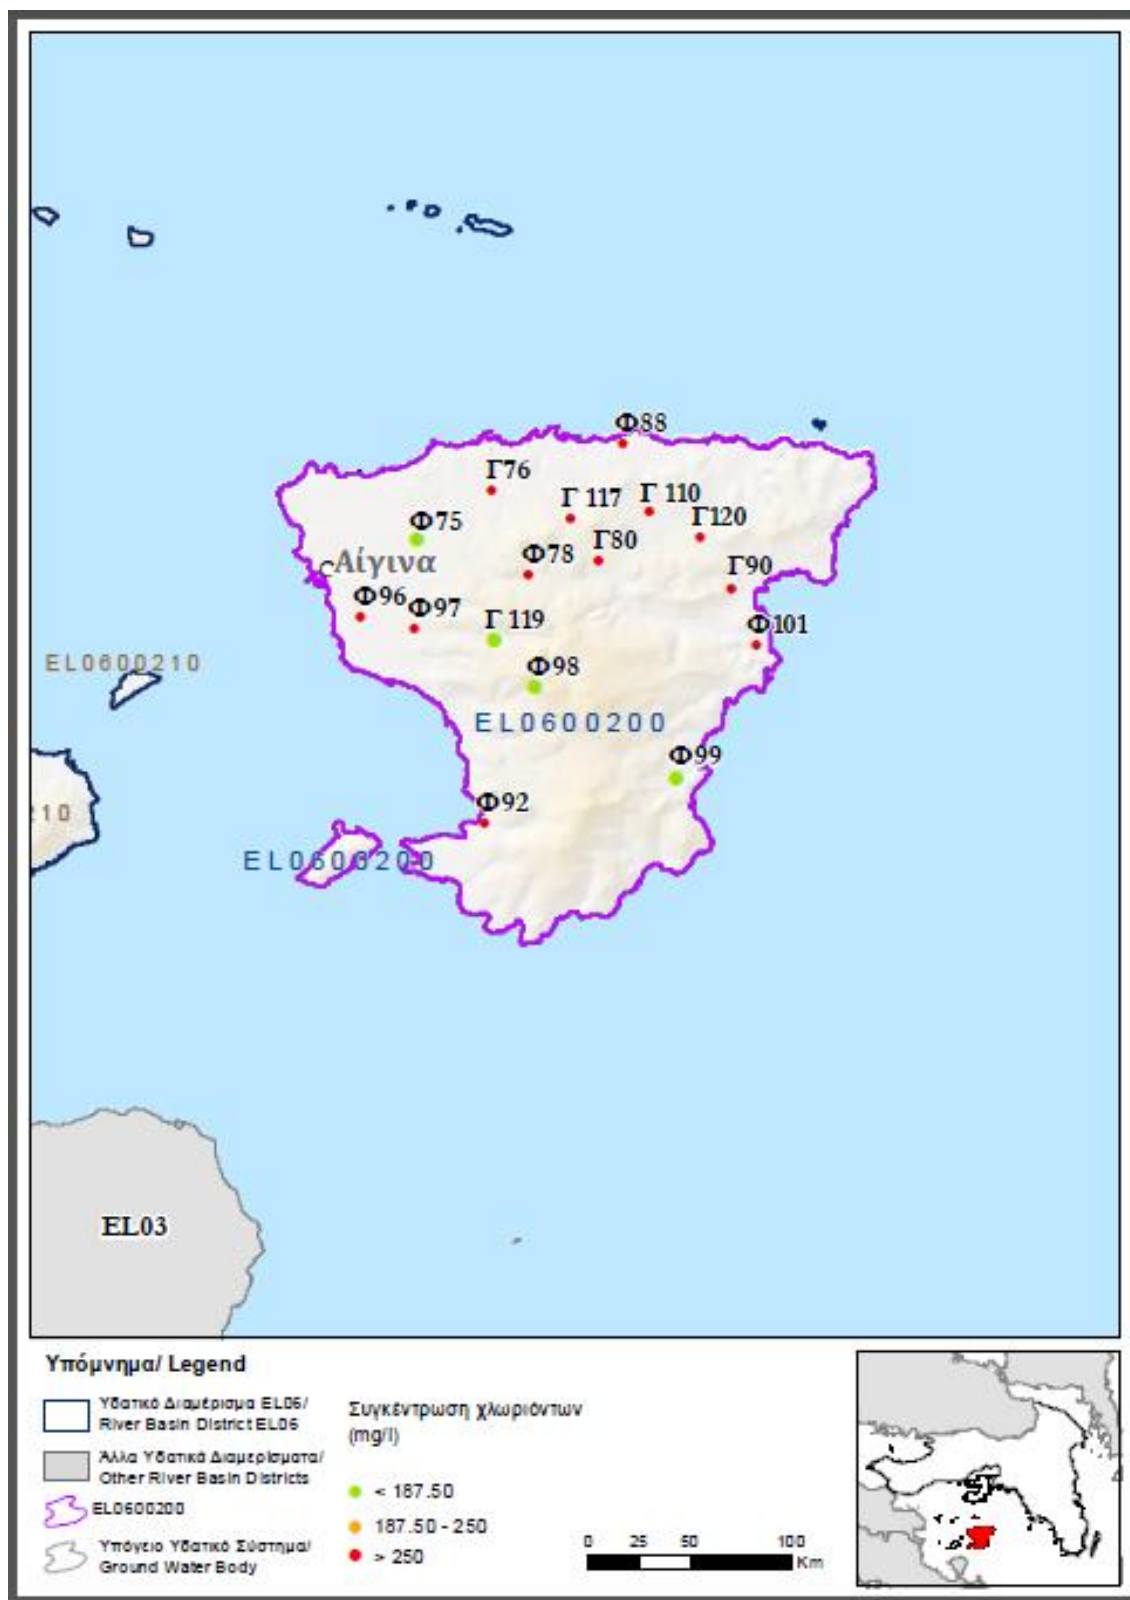 Φ88
Γ76
Γ 117
Γ 110
Φ75
Γ120
Γ80
Φ78
Αίγινα
Γ90
Φ96
Φ97
Γ 119
Φ101
EL0600210
Φ98
EL0600200
Φ99
Φ92
210
EL0600200
EL03
Υπόμνημα/ Legend
Υδατικό Διαμέρισμα EL06/
River Basin District EL06
Άλλα Υδατικά Διαμερίσματα/
Other River Basin Districts
EL0600200
Υπόγειο Υδατικό Σύστημα/
Ground Water Body
Συγκέντρωση χλωριόντων
(mg/l)
< 187.50
187.50 - 250
> 250
0 25 50 100
Km